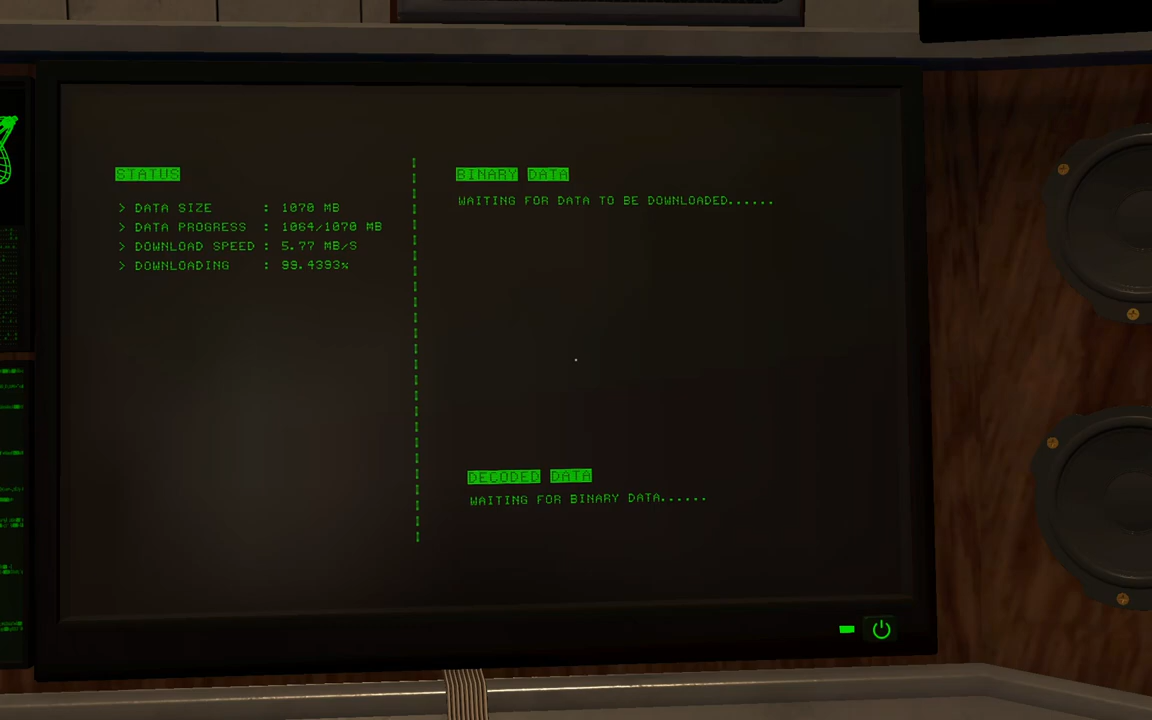 STATUS
> DATA SIZE : 1070 MB
> DATA PROGRESS : 1064/1070 MB
> DOWNLOAD SPEED : 5.77 MB/S
> DOWNLOADING : 99.4393%
BINARY DATA
WAITING FOR DATA TO BE DOWNLOADED......
DECODED DATA
WAITING FOR BINARY DATA......